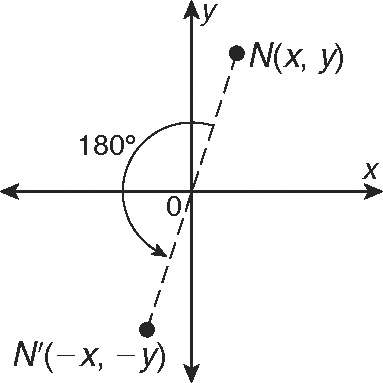 y
N(x, y)
180°
x
0
N′(−x, −y)